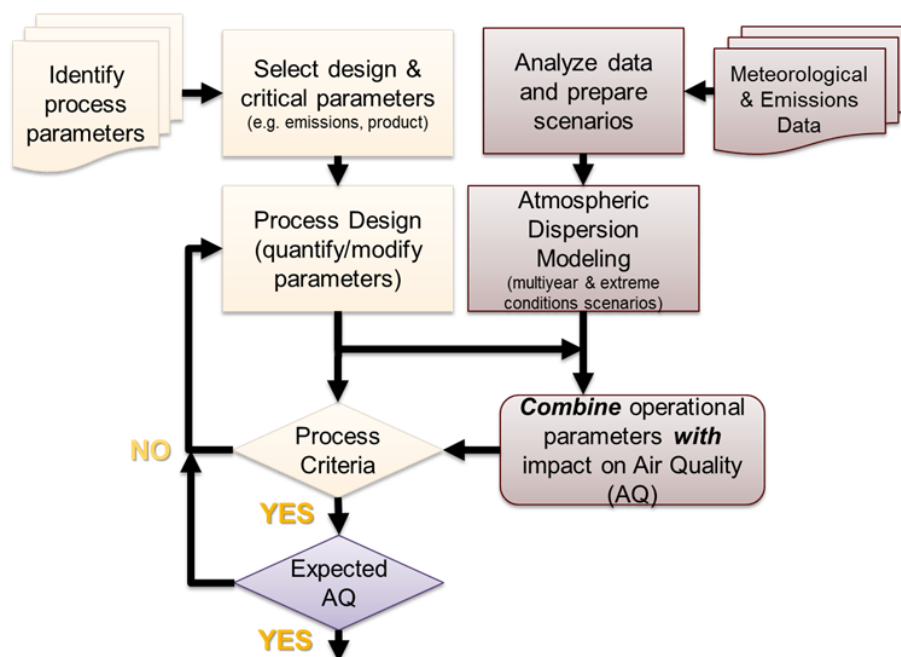 Identify
process
parameters
Select design &
critical parameters
(e.g. emissions, product)
Analyze data
and prepare
scenarios
Meteorological
& Emissions
Data
Process Design
(quantify/modify
parameters)
Atmospheric
Dispersion
Modeling
(multiyear & extreme
conditions scenarios)
Combine operational
parameters with
impact on Air Quality
(AQ)
Process
Criteria
NO
YES
Expected
AQ
YES